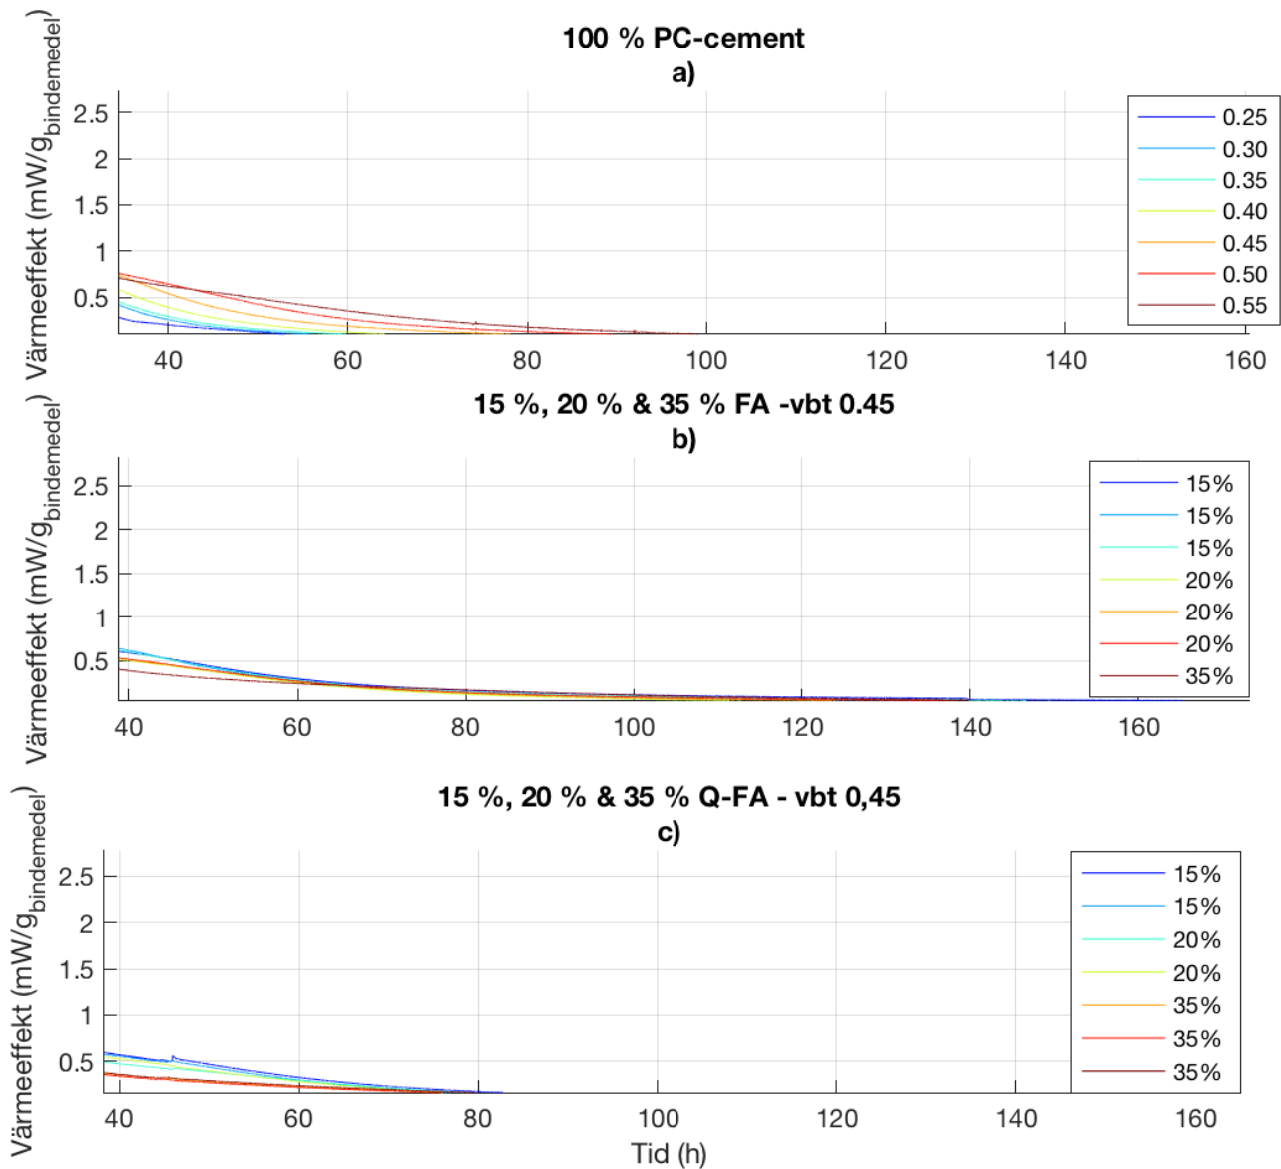 100 % PC-cement
a)
Värmeeffekt (mW/g_bindemedel)
2.5
2
1.5
1
0.5
40 60 80 100 120 140 160
0.25
0.30
0.35
0.40
0.45
0.50
0.55
15 %, 20 % & 35 % FA -vbt 0.45
b)
Värmeeffekt (mW/g_bindemedel)
2.5
2
1.5
1
0.5
40 60 80 100 120 140 160
15%
15%
15%
20%
20%
20%
35%
15 %, 20 % & 35 % Q-FA - vbt 0,45
c)
Värmeeffekt (mW/g_bindemedel)
2.5
2
1.5
1
0.5
40 60 80 100 120 140 160
Tid (h)
15%
15%
20%
20%
35%
35%
35%